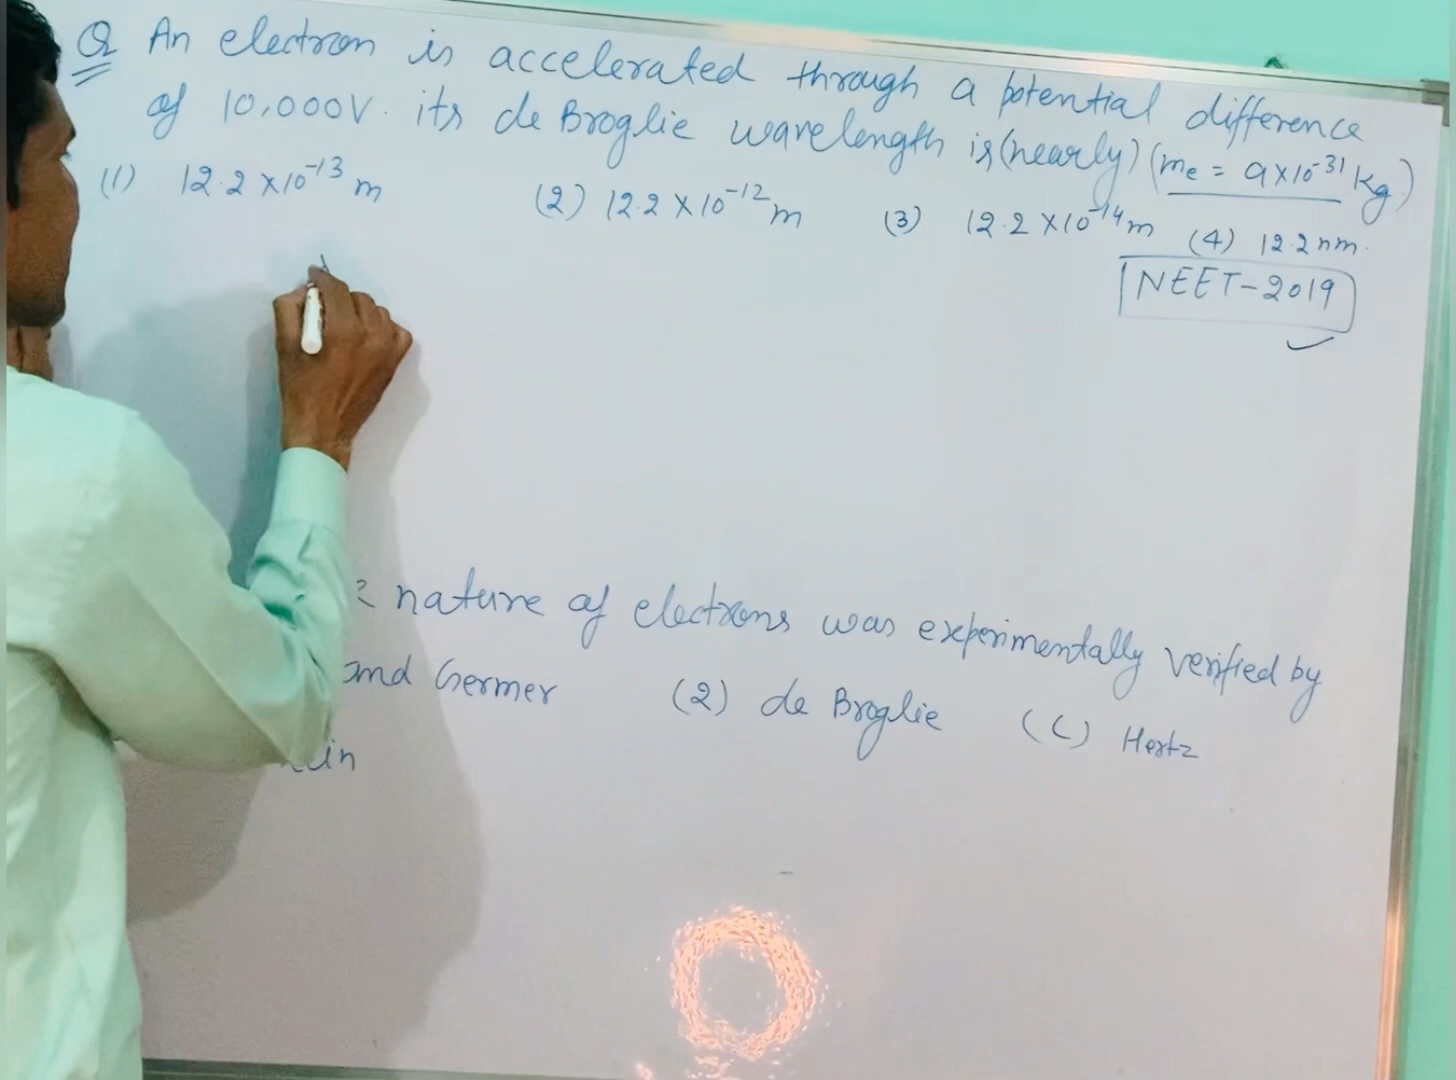 Q An electron is accelerated through a potential difference
of 10,000V. its de Broglie wavelength is (nearly) (me = 9×10⁻³¹ kg)
(1) 12.2 ×10⁻¹³ m (2) 12.2 ×10⁻¹² m (3) 12.2 ×10⁻¹⁴ m (4) 12.2 nm.
NEET-2019
nature of electrons was experimentally verified by
and Germer (2) de Broglie (C) Hertz